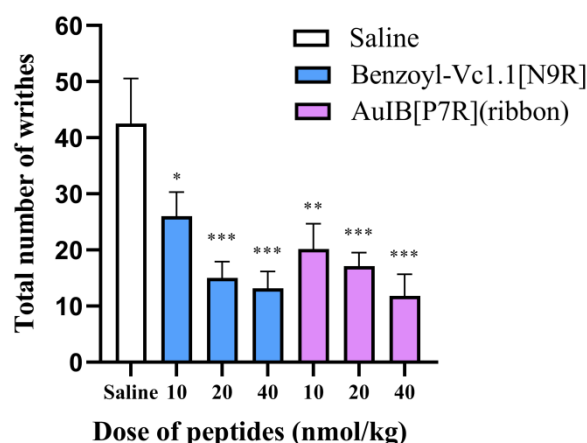 Total number of writhes
60
50
40
30
20
10
0
Saline
Benzoyl-Vc1.1[N9R]
AuIB[P7R](ribbon)
* *** *** ** *** ***
Saline 10 20 40 10 20 40
Dose of peptides (nmol/kg)